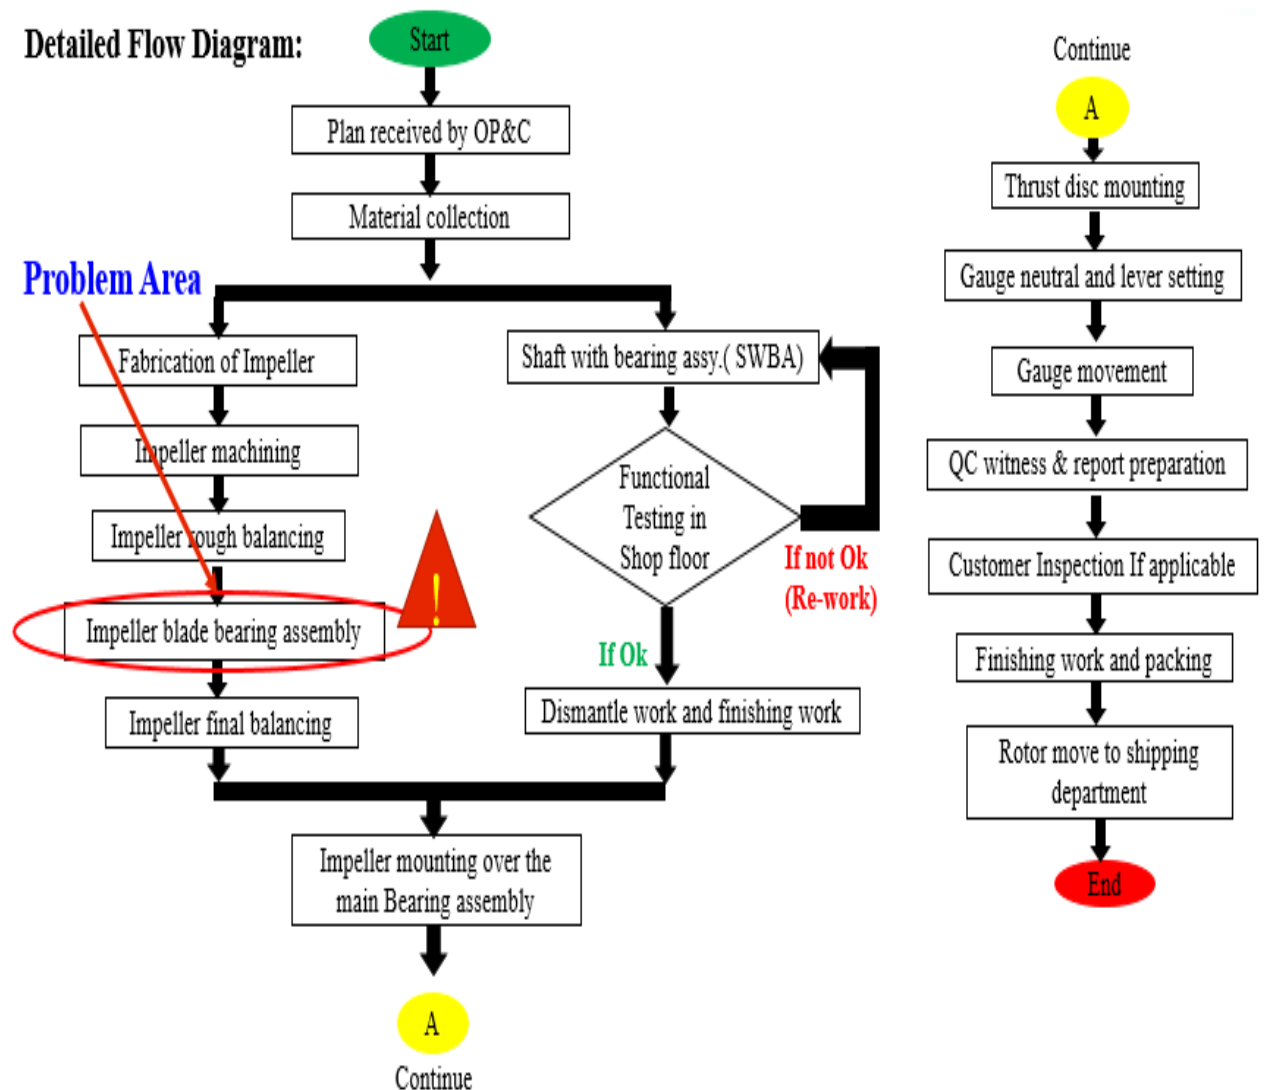 Detailed Flow Diagram:
Start
Plan received by OP&C
Material collection
Problem Area
Fabrication of Impeller
Impeller machining
Impeller rough balancing
!
Impeller blade bearing assembly
Impeller final balancing
Shaft with bearing assy.( SWBA)
Functional
Testing in
Shop floor
If not Ok
(Re-work)
If Ok
Dismantle work and finishing work
Impeller mounting over the
main Bearing assembly
A
Continue
Continue
A
Thrust disc mounting
Gauge neutral and lever setting
Gauge movement
QC witness & report preparation
Customer Inspection If applicable
Finishing work and packing
Rotor move to shipping
department
End